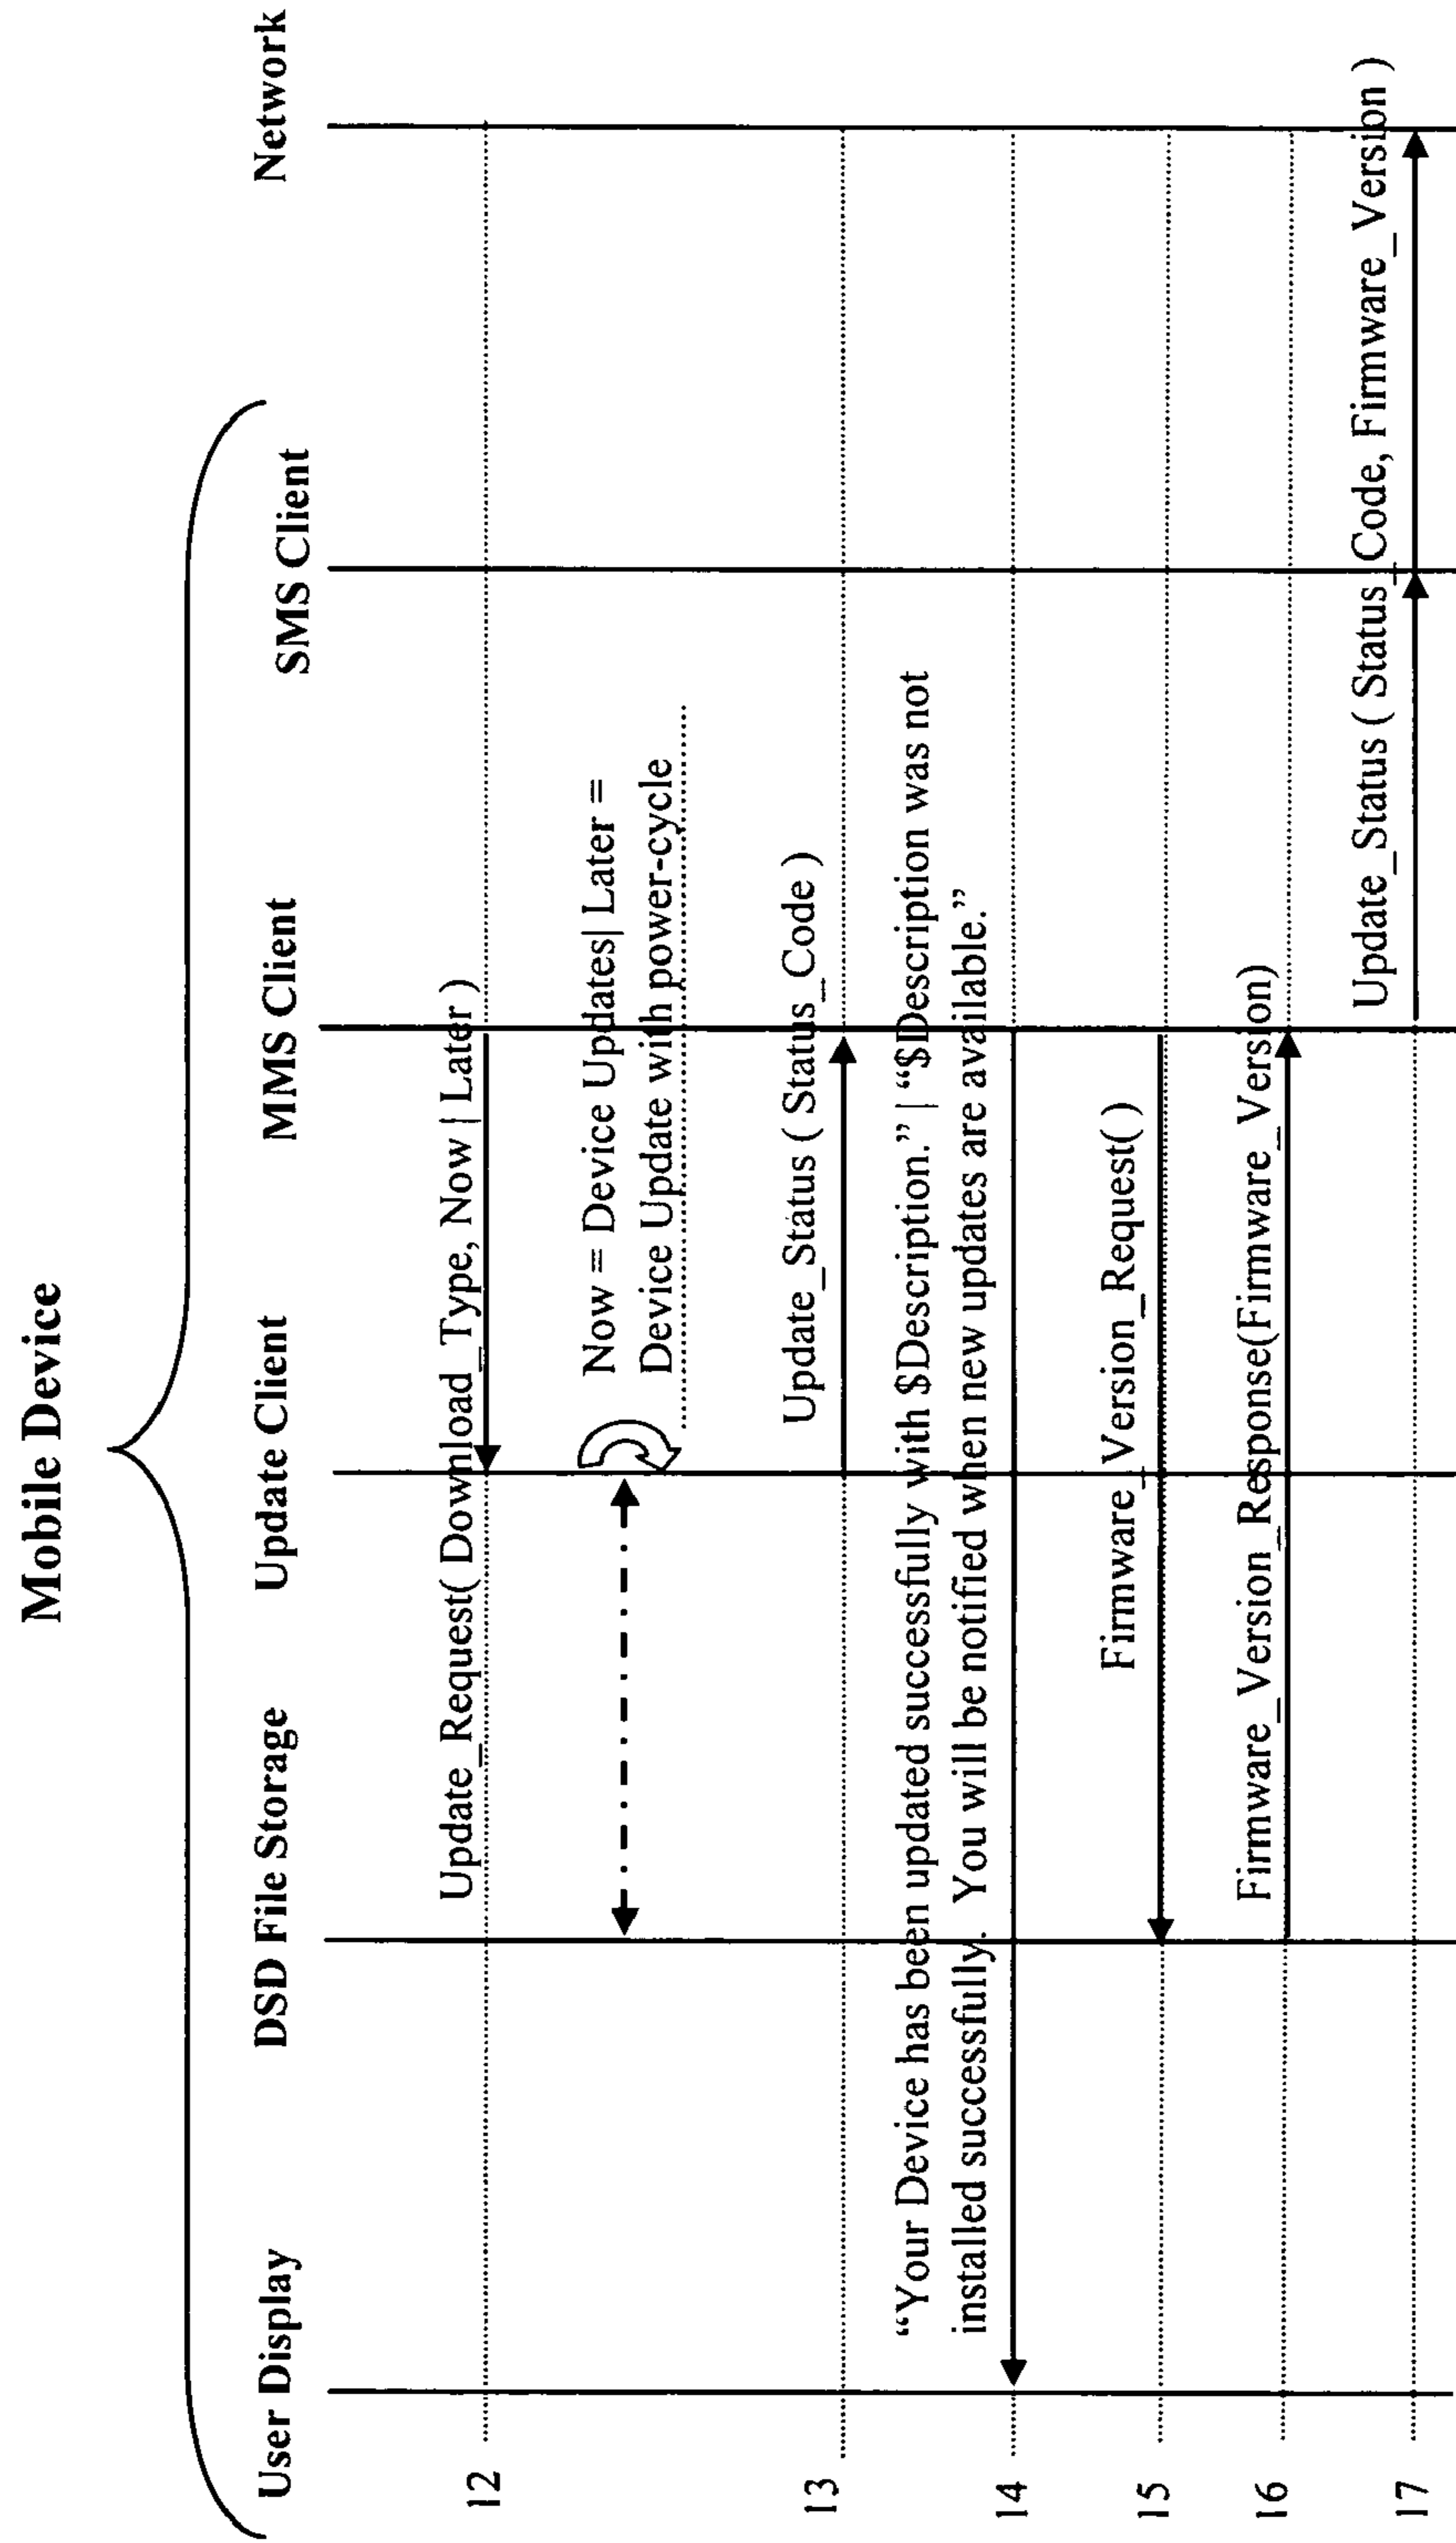 Mobile Device
User Display
DSD File Storage
Update Client
MMS Client
SMS Client
Network
12
Update_Request( Download_Type, Now | Later )
Now = Device Updates| Later =
Device Update with power-cycle
13
Update_Status ( Status_Code )
“Your Device has been updated successfully with $Description.” | “$Description was not
installed successfully. You will be notified when new updates are available.”
14
Firmware_Version_Request( )
15
Firmware_Version_Response(Firmware_Version)
16
Update_Status ( Status_Code, Firmware_Version )
17